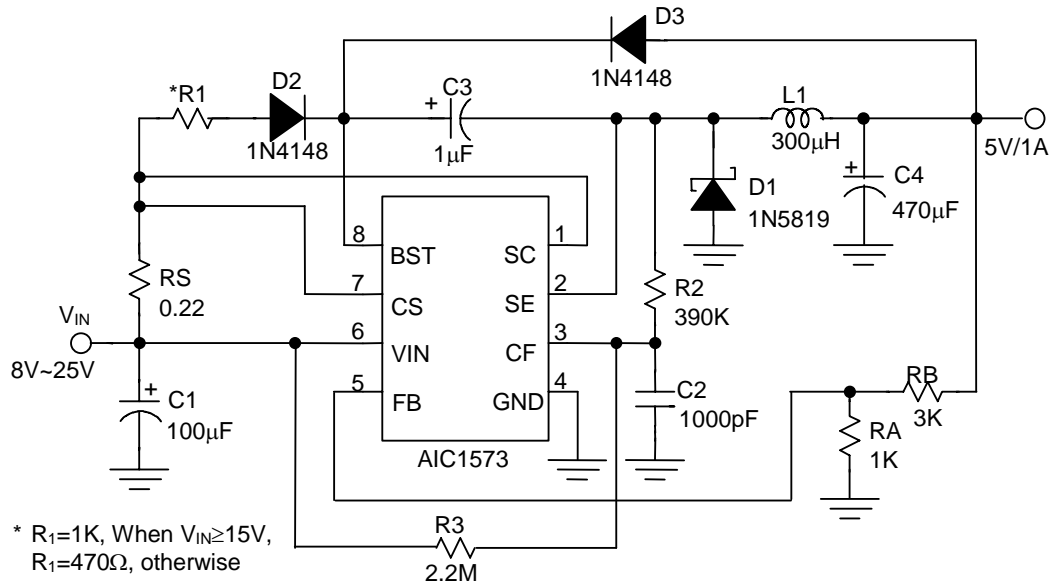 D3
1N4148
*R1
D2
1N4148
C3
+
1μF
L1
300μH
5V/1A
D1
1N5819
+
C4
470μF
RS
0.22
8
BST
1
SC
7
CS
2
SE
R2
390K
VIN
8V~25V
6
VIN
3
CF
5
FB
4
GND
C2
1000pF
+
C1
100μF
RB
3K
RA
1K
AIC1573
* R1=1K, When VIN≥15V,
R1=470Ω, otherwise
R3
2.2M